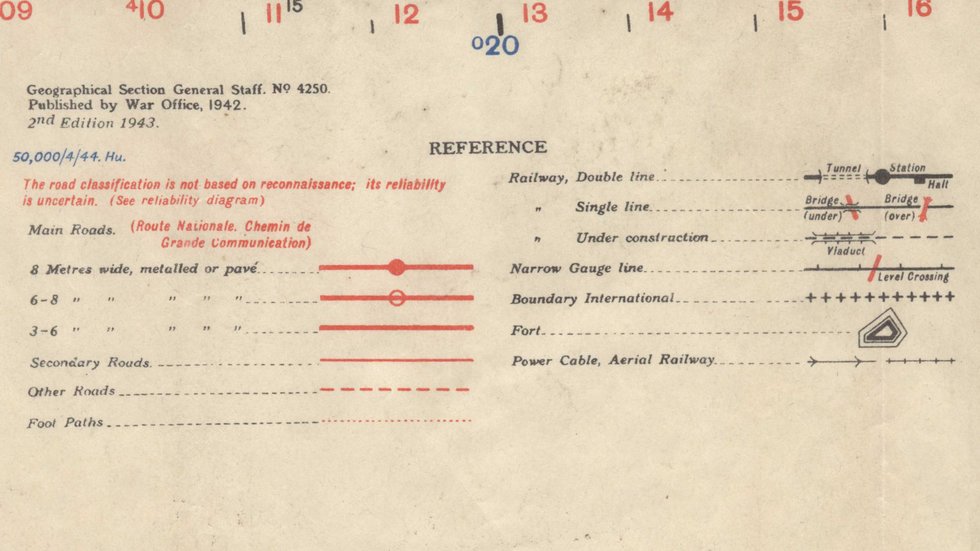 09 ⁴10 11 ¹⁵ 12 13 14 15 16
⁰20
Geographical Section General Staff. Nº 4250.
Published by War Office, 1942.
2nd Edition 1943.
50,000/4/44. Hu.
The road classification is not based on reconnaissance; its reliability
is uncertain. (See reliability diagram)
Main Roads. (Route Nationale. Chemin de
Grande Communication)
8 Metres wide, metalled or pavé
6-8 " " " " "
3-6 " " " " "
Secondary Roads.
Other Roads
Foot Paths
REFERENCE
Railway, Double line
Tunnel Station
Halt
" Single line
Bridge Bridge
(under) (over)
" Under construction
Viaduct
Narrow Gauge line
Level Crossing
Boundary International
Fort
Power Cable, Aerial Railway